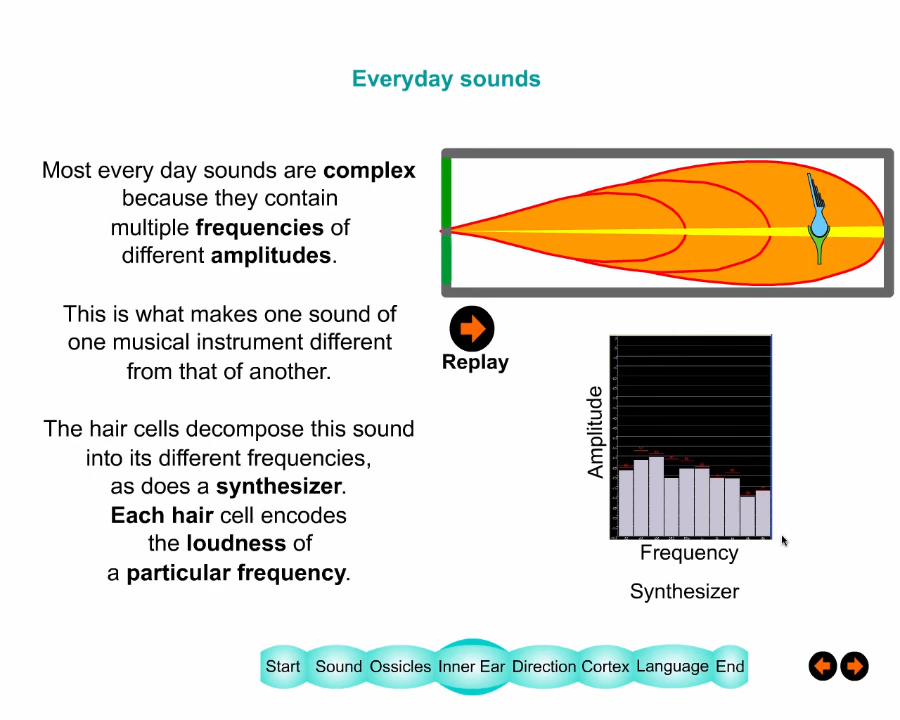 Everyday sounds
Most every day sounds are complex
because they contain
multiple frequencies of
different amplitudes.
This is what makes one sound of
one musical instrument different
from that of another.
The hair cells decompose this sound
into its different frequencies,
as does a synthesizer.
Each hair cell encodes
the loudness of
a particular frequency.
Replay
Amplitude
Frequency
Synthesizer
Start Sound Ossicles Inner Ear Direction Cortex Language End